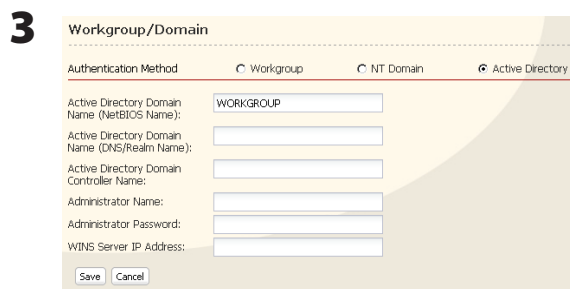 3
Workgroup/Domain
Authentication Method Workgroup NT Domain Active Directory
Active Directory Domain
Name (NetBIOS Name): WORKGROUP
Active Directory Domain
Name (DNS/Realm Name):
Active Directory Domain
Controller Name:
Administrator Name:
Administrator Password:
WINS Server IP Address:
Save Cancel